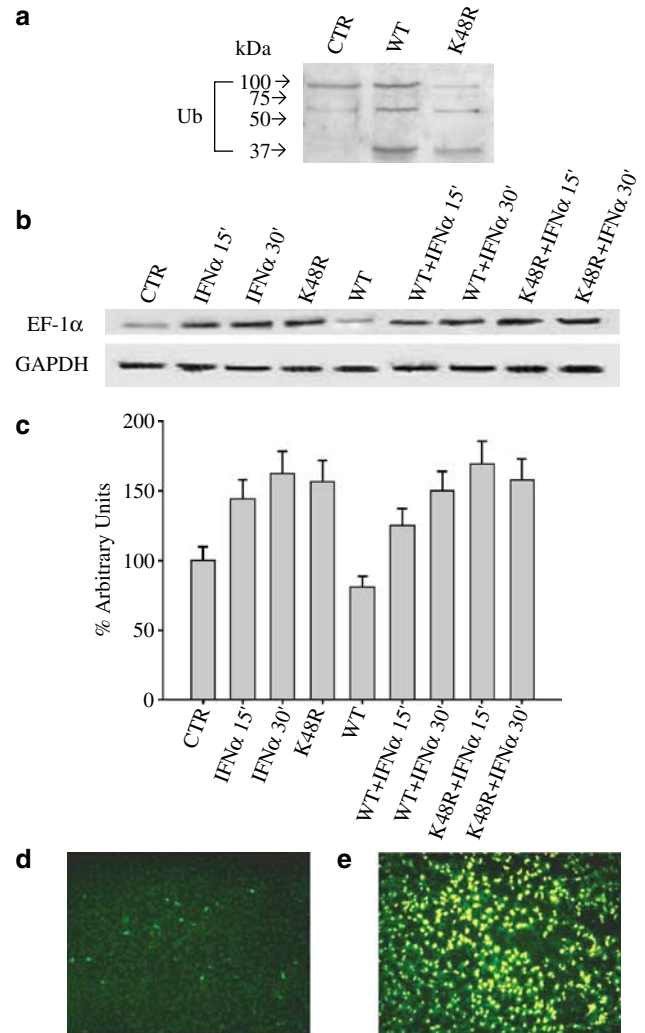 a
kDa
CTR
WT
K48R
Ub
100→
75→
50→
37→
b
CTR
IFNα 15'
IFNα 30'
K48R
WT
WT+IFNα 15'
WT+IFNα 30'
K48R+IFNα 15'
K48R+IFNα 30'
EF-1α
GAPDH
c
% Arbitrary Units
200
150
100
50
0
CTR
IFNα 15'
IFNα 30'
K48R
WT
WT+IFNα 15'
WT+IFNα 30'
K48R+IFNα 15'
K48R+IFNα 30'
d
e